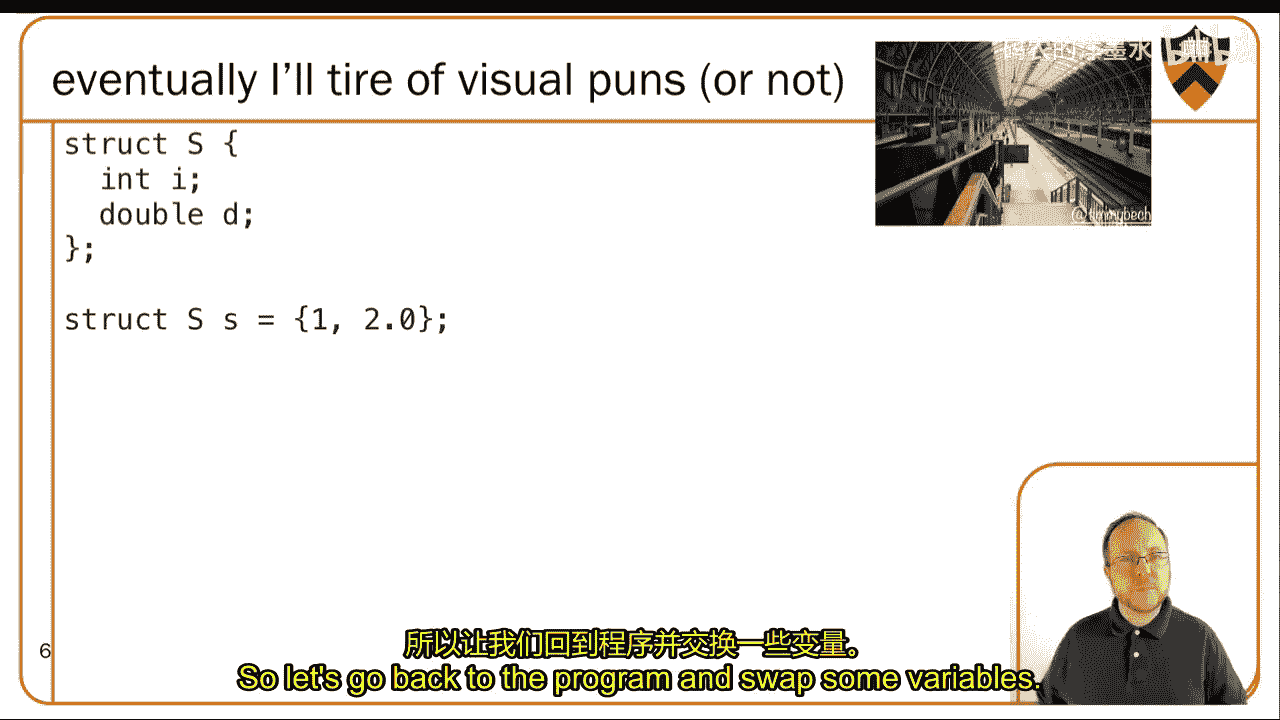 eventually I'll tire of visual puns (or not)
struct S {
int i;
double d;
};
struct S s = {1, 2.0};
6
所以让我们回到程序并交换一些变量。
So let's go back to the program and swap some variables.